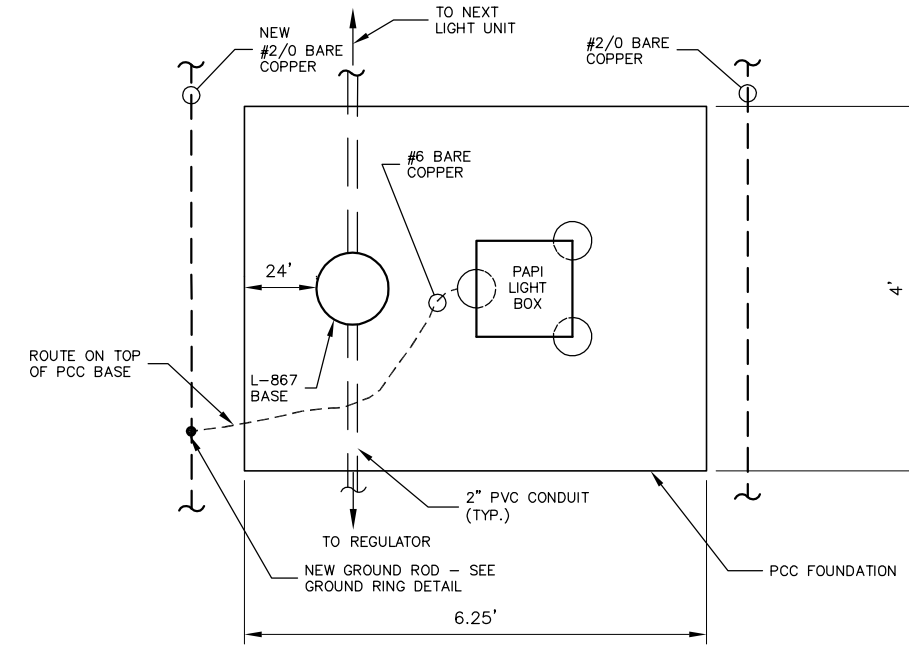 TO NEXT
LIGHT UNIT
NEW
#2/0 BARE
COPPER
#2/0 BARE
COPPER
#6 BARE
COPPER
24'
PAPI
LIGHT
BOX
4'
ROUTE ON TOP
OF PCC BASE
L-867
BASE
2" PVC CONDUIT
(TYP.)
TO REGULATOR
NEW GROUND ROD - SEE
GROUND RING DETAIL
PCC FOUNDATION
6.25'